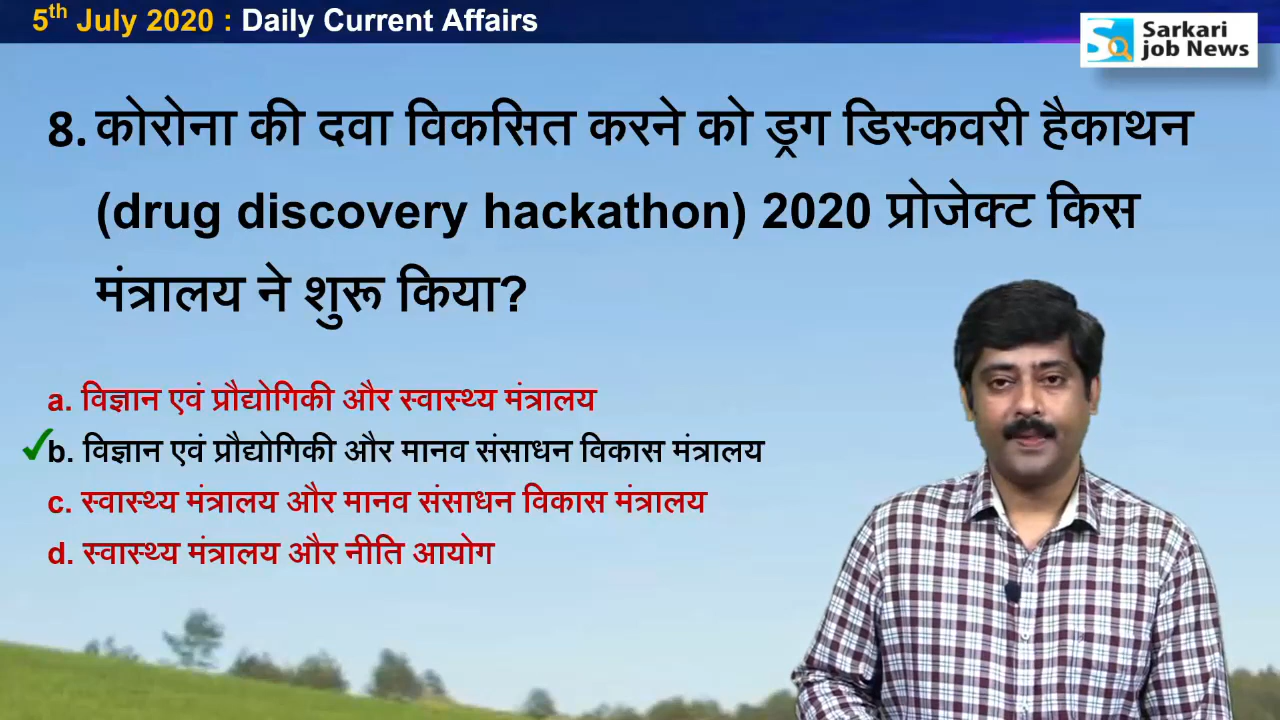 5th July 2020 : Daily Current Affairs
Sarkari
job News
8. कोरोना की दवा विकसित करने को ड्रग डिस्कवरी हैकाथन
(drug discovery hackathon) 2020 प्रोजेक्ट किस
मंत्रालय ने शुरू किया?
a. विज्ञान एवं प्रौद्योगिकी और स्वास्थ्य मंत्रालय
b. विज्ञान एवं प्रौद्योगिकी और मानव संसाधन विकास मंत्रालय
c. स्वास्थ्य मंत्रालय और मानव संसाधन विकास मंत्रालय
d. स्वास्थ्य मंत्रालय और नीति आयोग